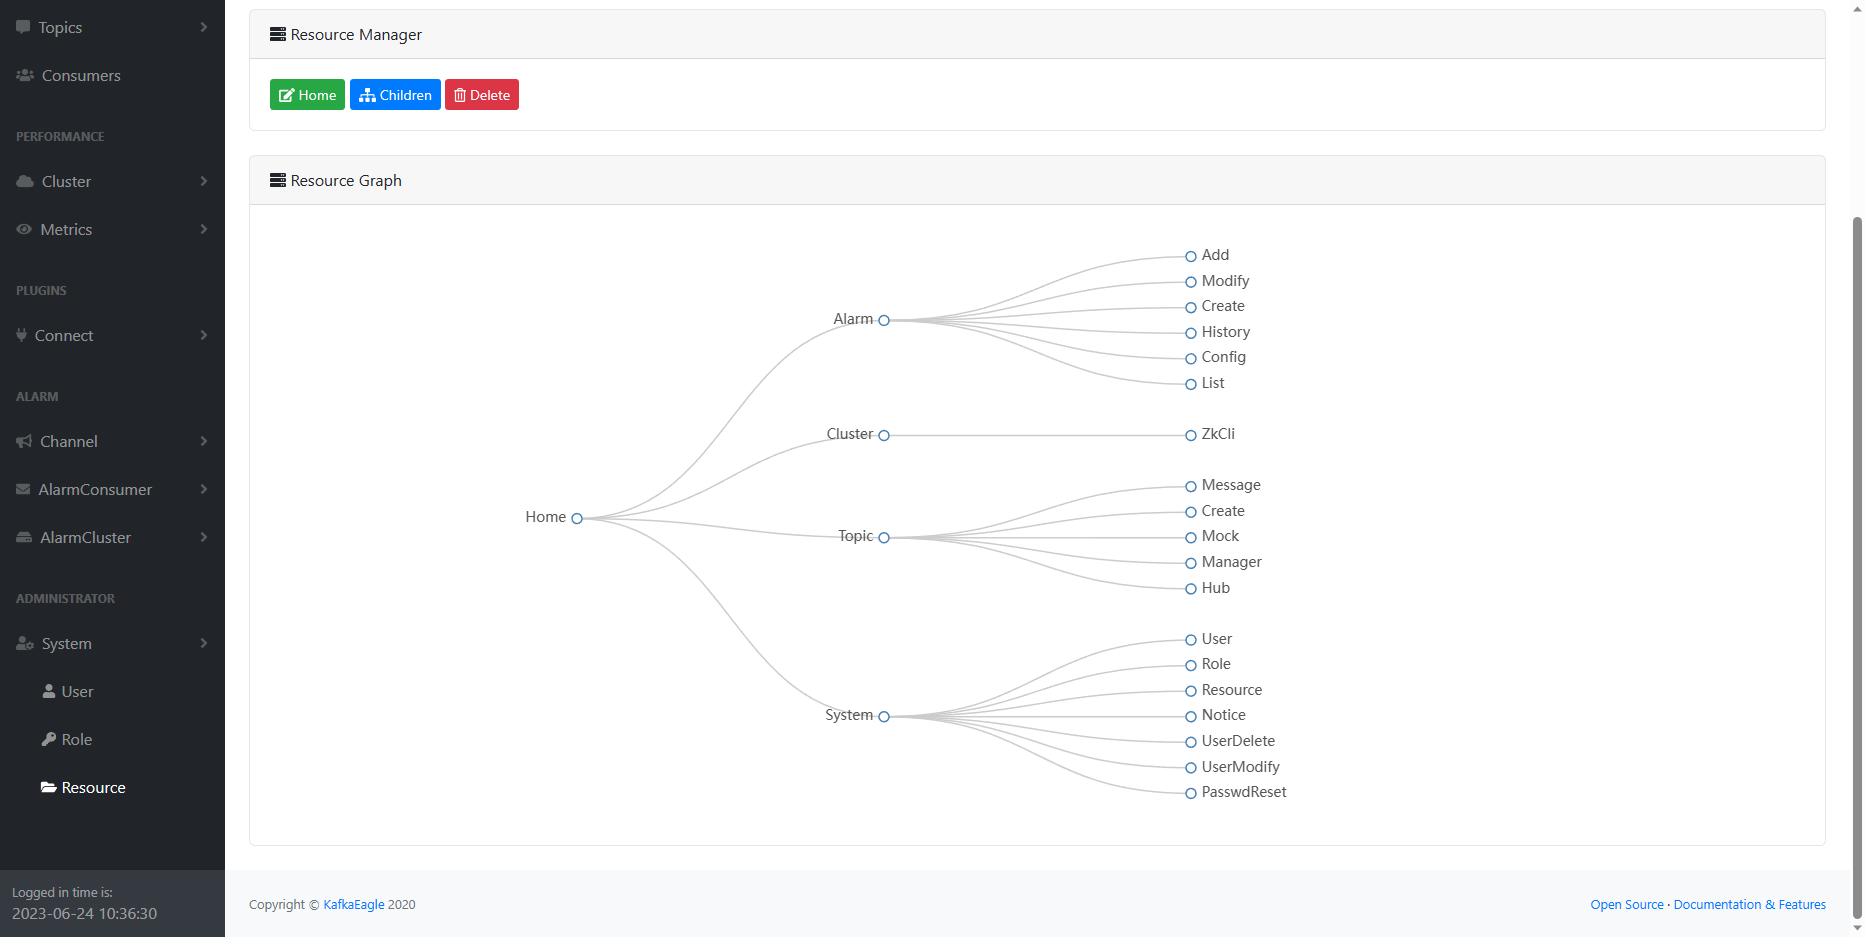 Topics
Consumers
PERFORMANCE
Cluster
Metrics
PLUGINS
Connect
ALARM
Channel
AlarmConsumer
AlarmCluster
ADMINISTRATOR
System
User
Role
Resource
Logged in time is:
2023-06-24 10:36:30
Resource Manager
Home Children Delete
Resource Graph
Home
Alarm
Add
Modify
Create
History
Config
List
Cluster
ZkCli
Topic
Message
Create
Mock
Manager
Hub
System
User
Role
Resource
Notice
UserDelete
UserModify
PasswdReset
Copyright © KafkaEagle 2020
Open Source · Documentation & Features